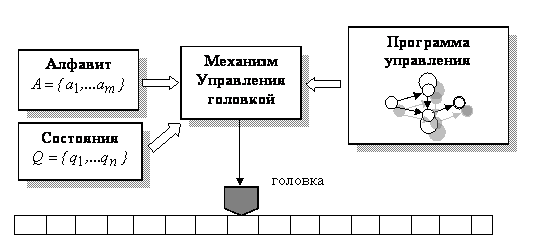 Алфавит
A = { a1,...am }
Состояния
Q = { q1,...qn }
Механизм
Управления
головкой
Программа
управления
головка